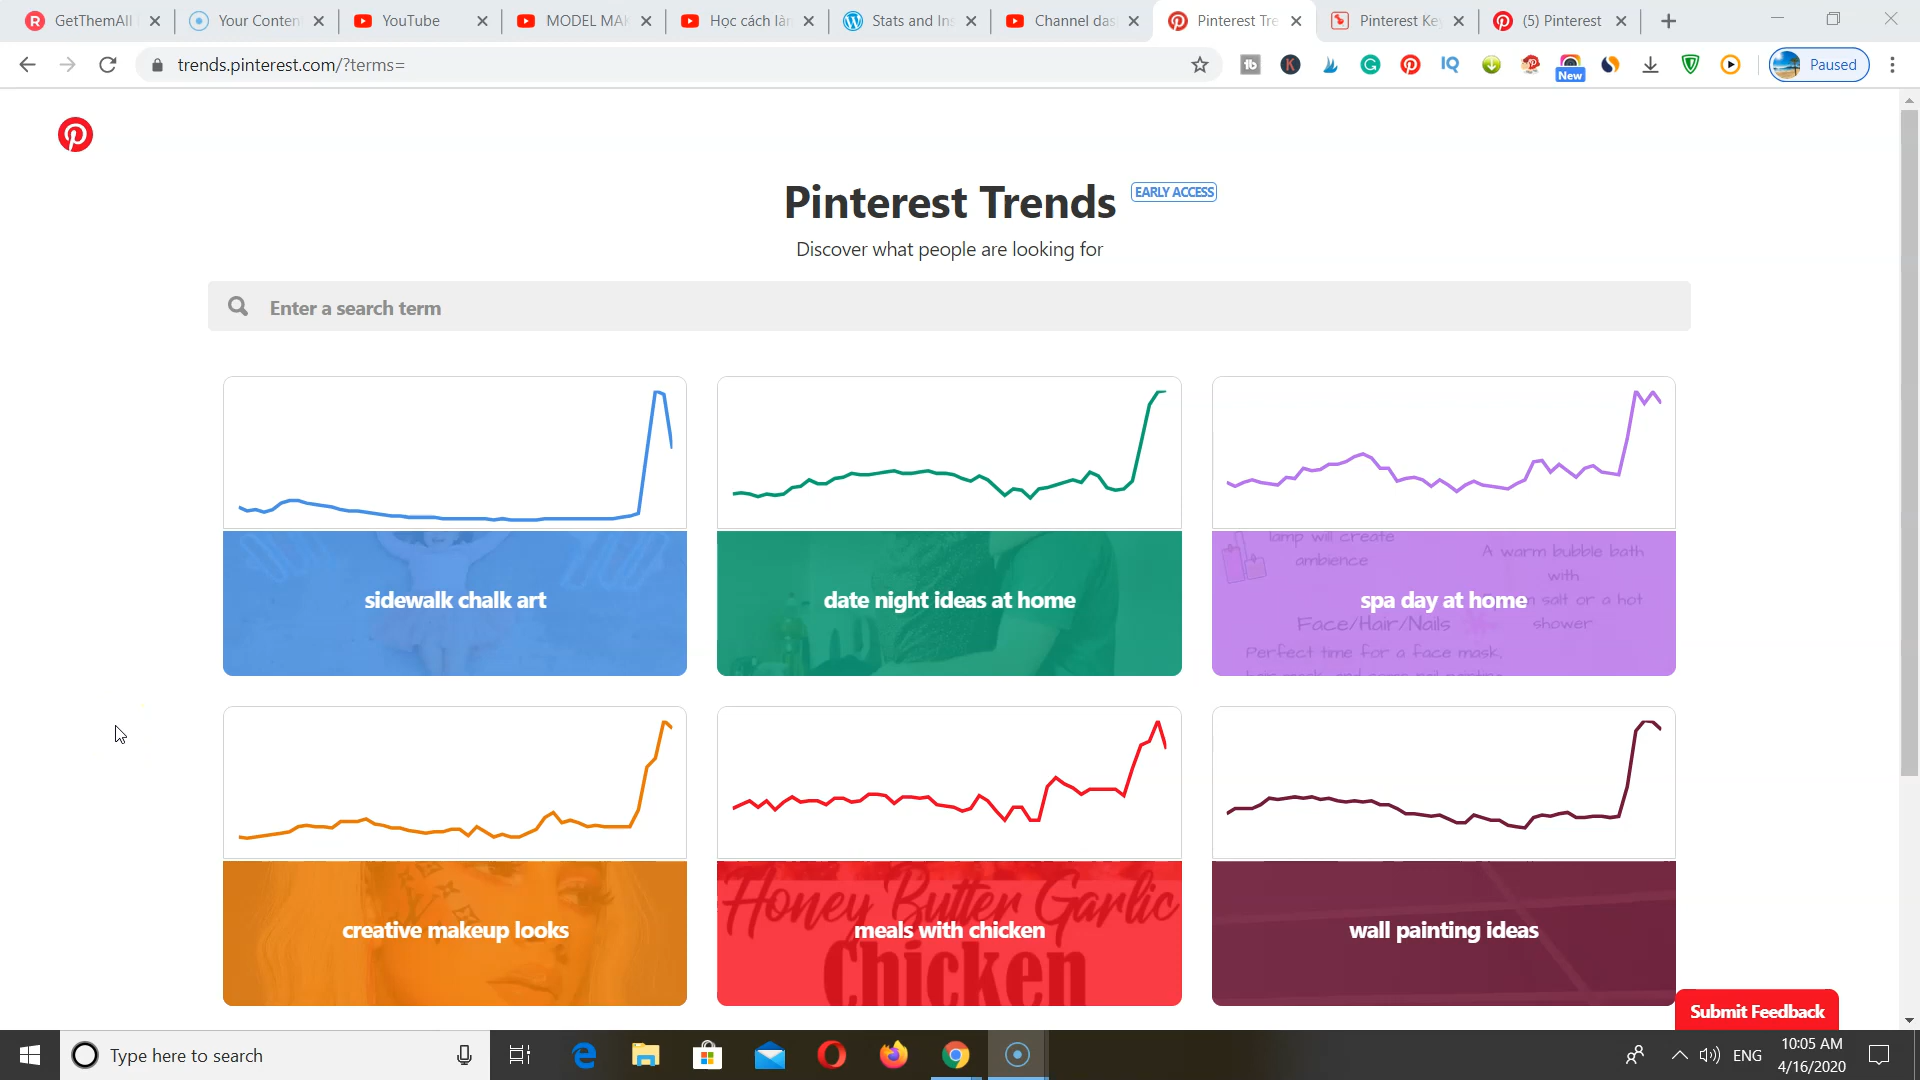 GetThemAll
Your Conten
YouTube
MODEL MAK
Học cách làn
Stats and Ins
Channel das
Pinterest Tre
Pinterest Key
(5) Pinterest
trends.pinterest.com/?terms=
New
Paused
Pinterest Trends
EARLY ACCESS
Discover what people are looking for
Enter a search term
sidewalk chalk art
date night ideas at home
lamp will create
ambience
A warm bubble bath
with
salt or a hot
shower
spa day at home
Face/Hair/Nails
Perfect time for a face mask,
creative makeup looks
Honey Butter Garlic
Chicken
meals with chicken
wall painting ideas
Submit Feedback
Type here to search
ENG
10:05 AM
4/16/2020